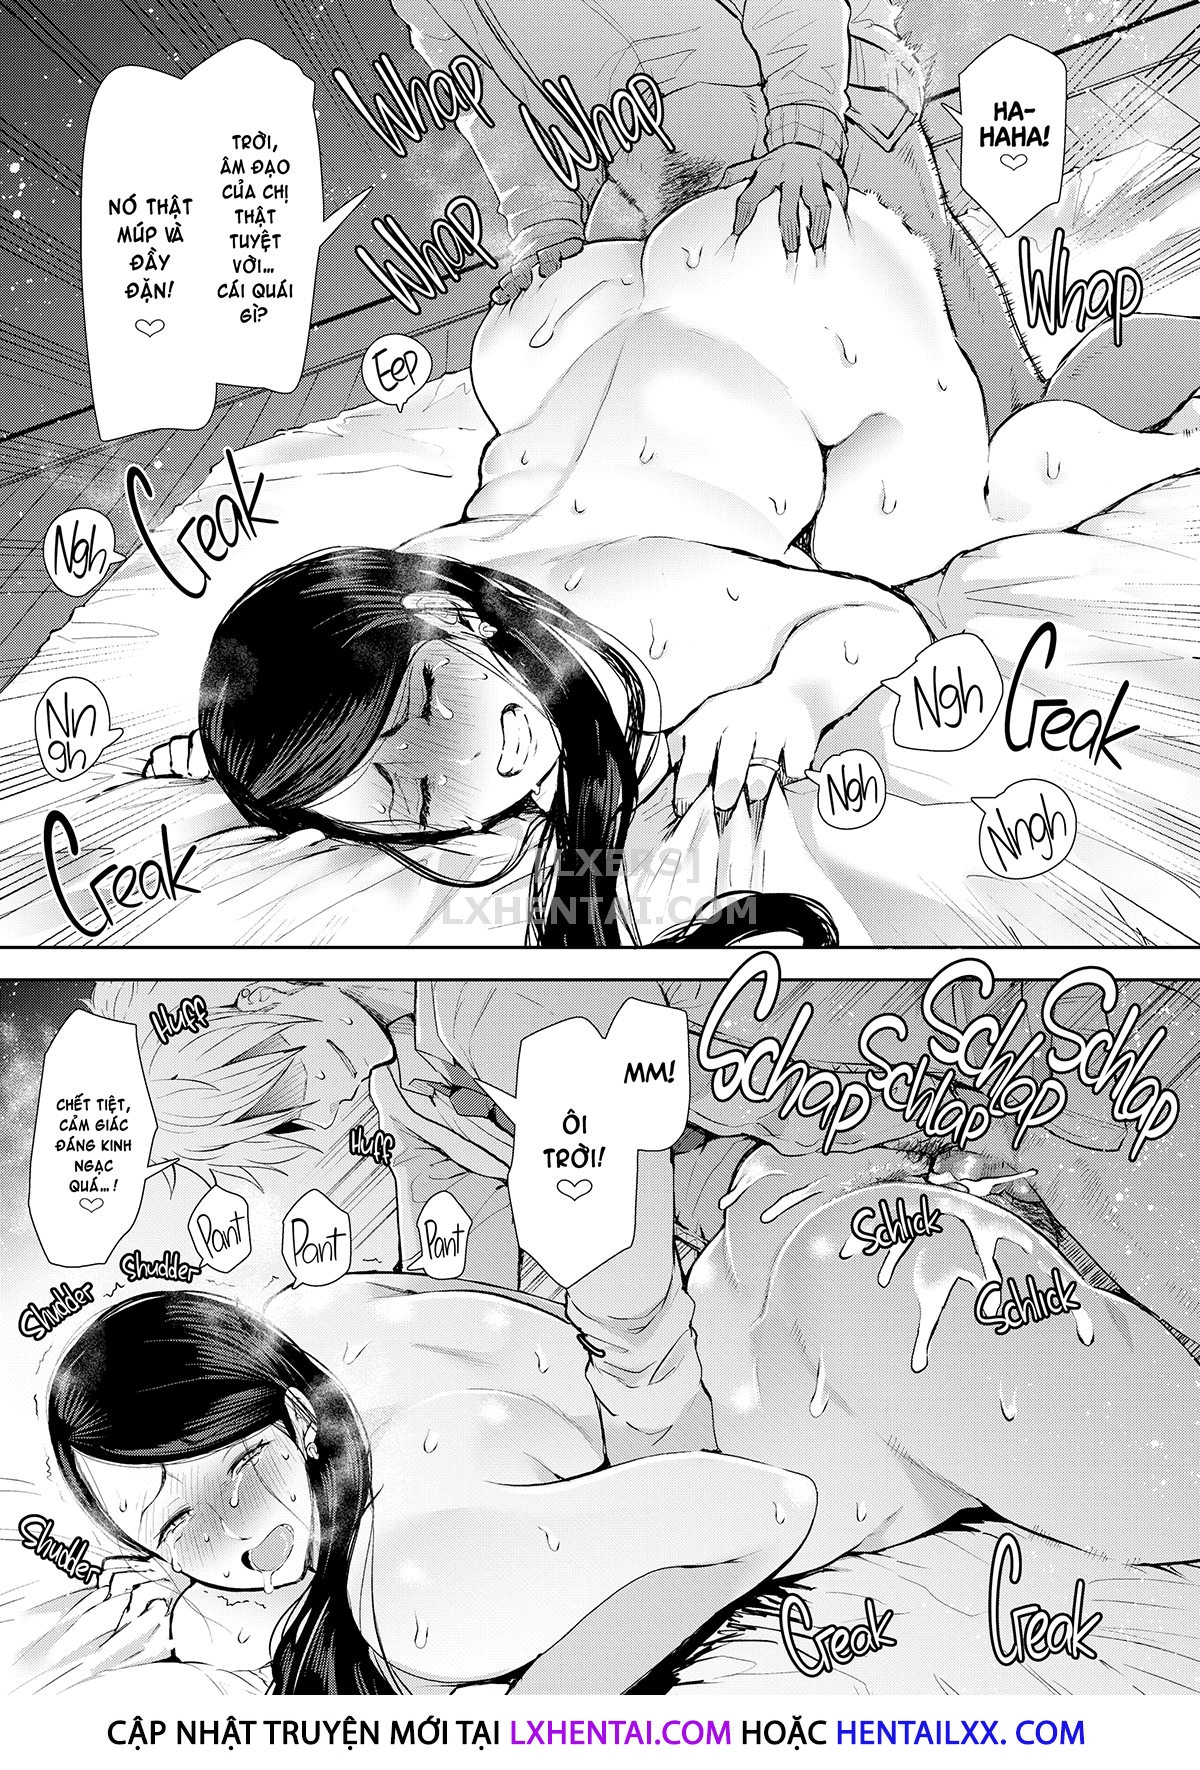 HA-
HAHA!
Whap
Whap
Whap
Whap
TRỜI,
ÂM ĐẠO
CỦA CHỊ
THẬT
TUYỆT
VỜI...
CÁI QUÁI
GÌ?
NÓ THẬT
MÚP VÀ
ĐẦY
ĐẶN!
Eep
Creak
Ngh
Nn
gh
Creak
Ngh
Creak
Ngh
Nngh
[LXERS]
LXHENTAI.COM
Schlap
Schlap
Schlap
Schap
MM!
ÔI
TRỜI!
Huff
Huff
CHẾT TIỆT,
CẢM GIÁC
ĐÁNG KINH
NGẠC
QUÁ...!
Pant
Pant
Pant
Schlick
Schlick
Shudder
Shudder
Shudder
Creak
Creak
CẬP NHẬT TRUYỆN MỚI TẠI LXHENTAI.COM HOẶC HENTAILXX. COM